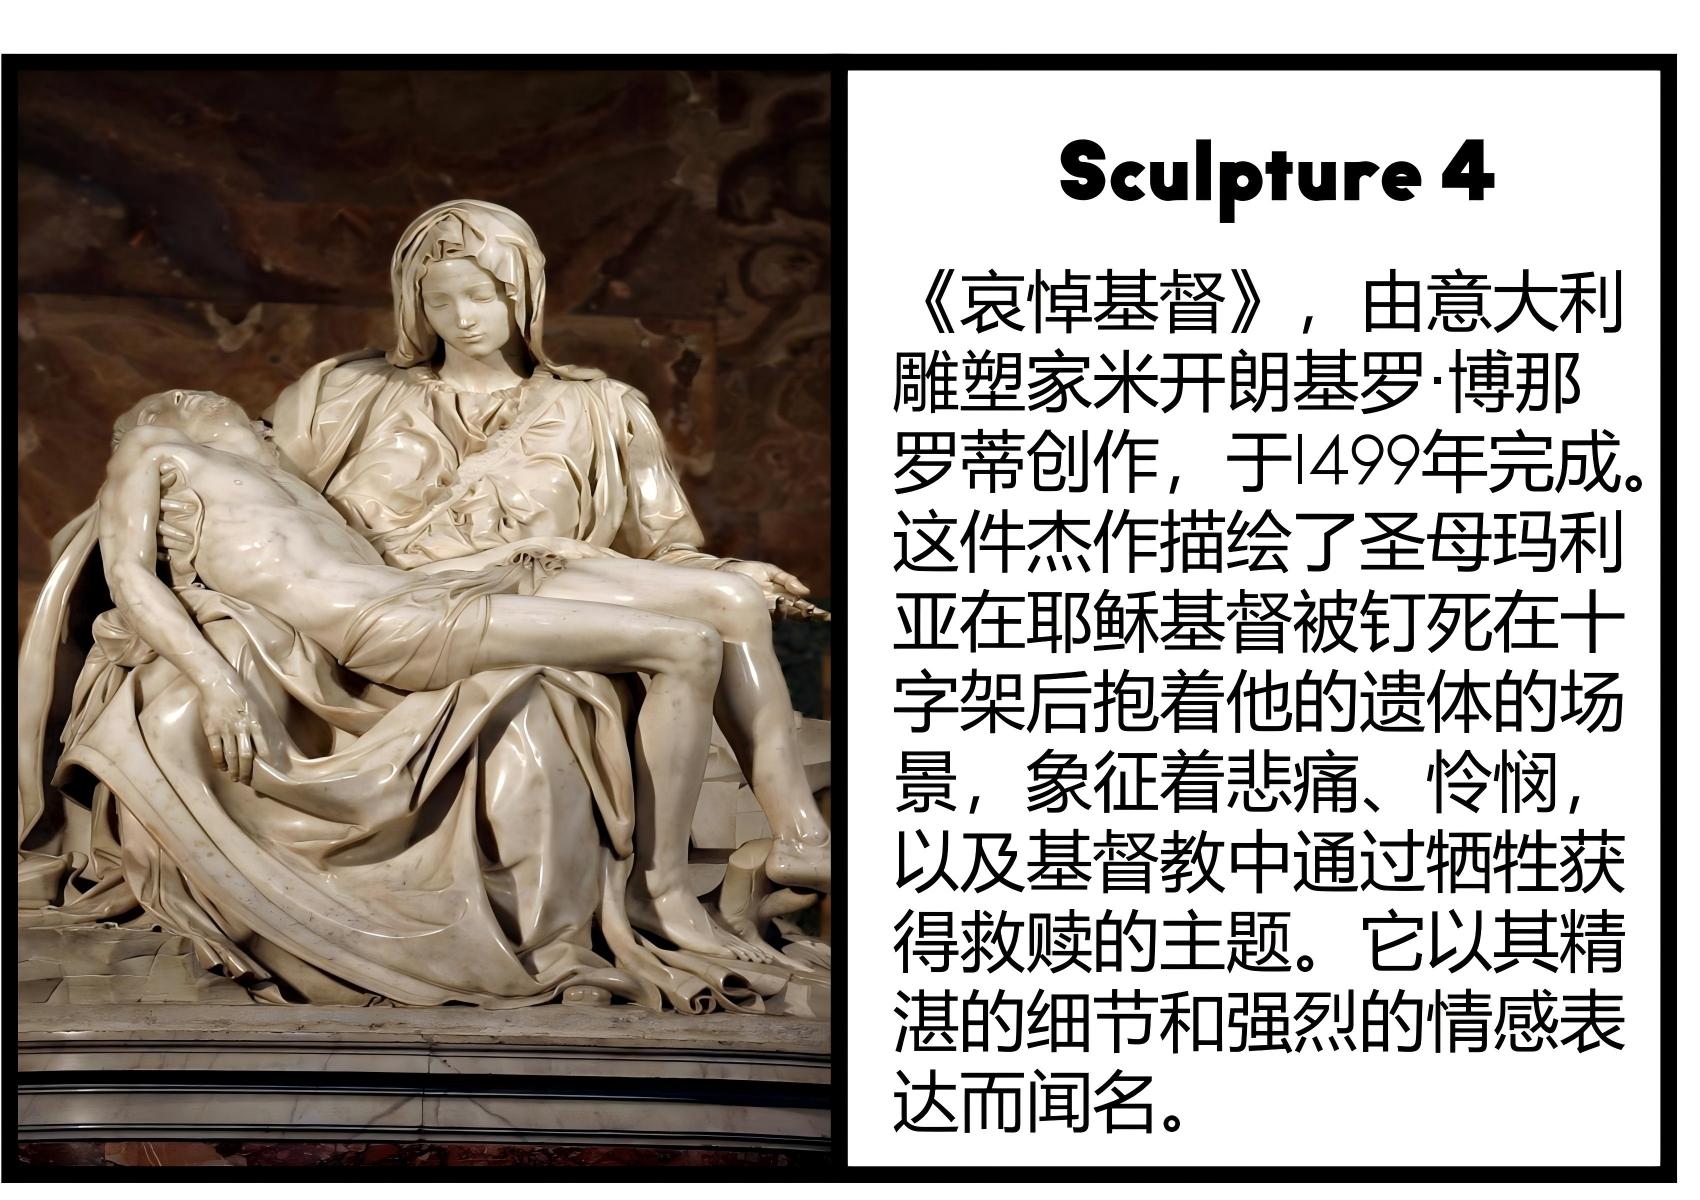 Sculpture 4
《哀悼基督》，由意大利
雕塑家米开朗基罗·博那
罗蒂创作，于1499年完成。
这件杰作描绘了圣母玛利
亚在耶稣基督被钉死在十
字架后抱着他的遗体的场
景，象征着悲痛、怜悯，
以及基督教中通过牺牲获
得救赎的主题。它以其精
湛的细节和强烈的情感表
达而闻名。